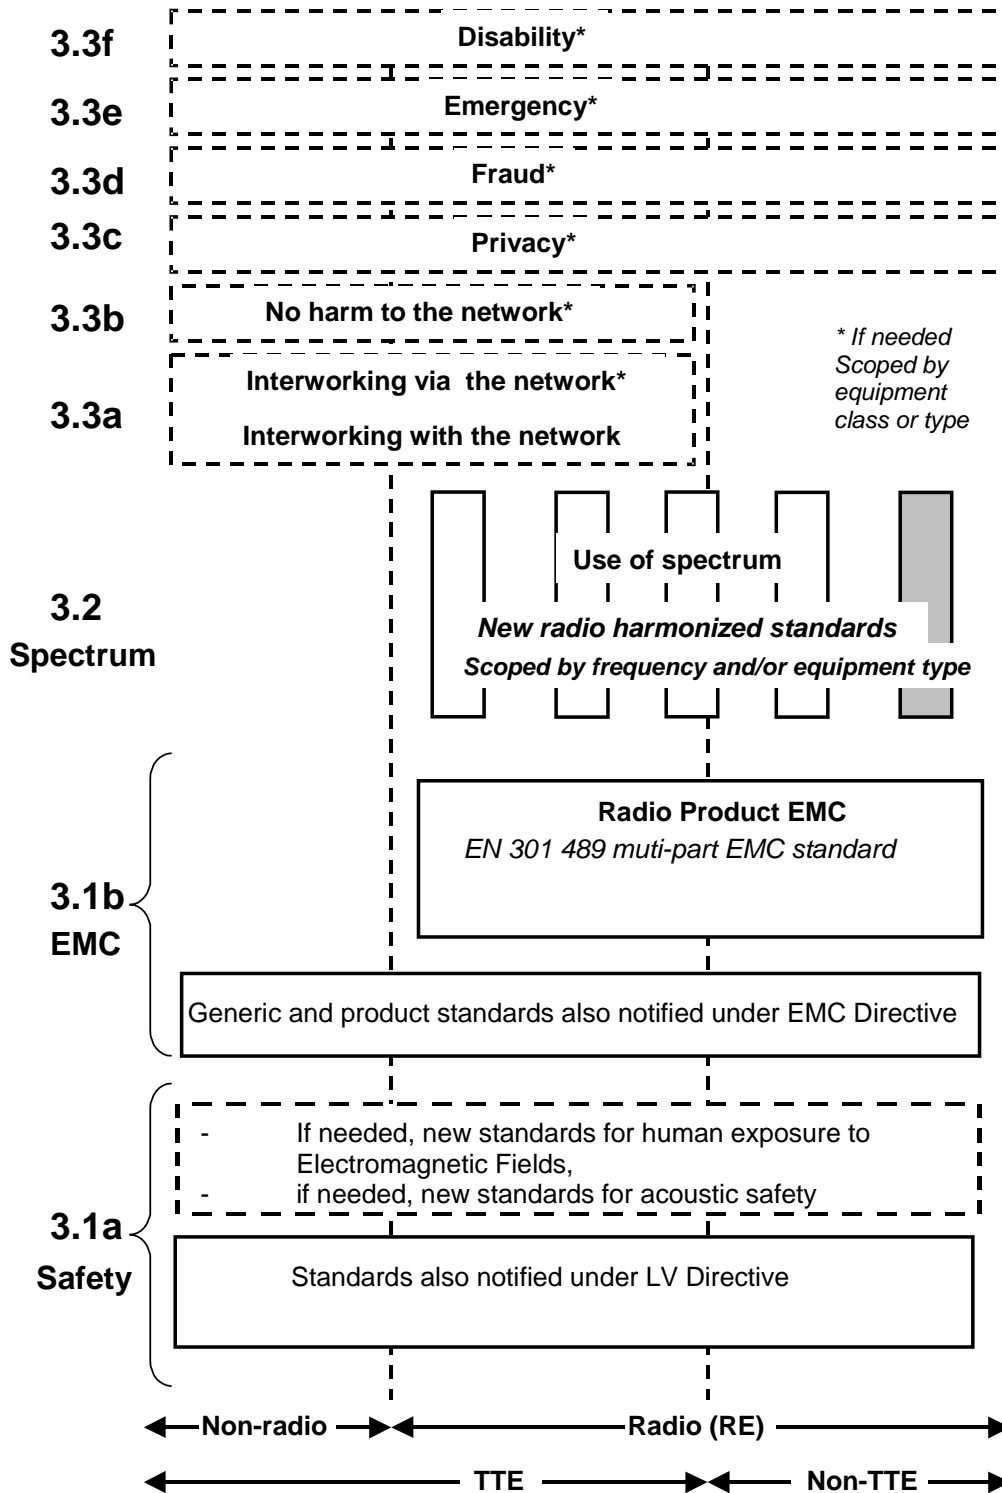 3.3f
Disability*
3.3e
Emergency*
3.3d
Fraud*
3.3c
Privacy*
3.3b
No harm to the network*
* If needed
Scoped by
equipment
class or type
3.3a
Interworking via the network*
Interworking with the network
3.2
Spectrum
Use of spectrum
New radio harmonized standards
Scoped by frequency and/or equipment type
3.1b
EMC
Radio Product EMC
EN 301 489 muti-part EMC standard
Generic and product standards also notified under EMC Directive
3.1a
Safety
- If needed, new standards for human exposure to
Electromagnetic Fields,
- if needed, new standards for acoustic safety
Standards also notified under LV Directive
Non-radio
Radio (RE)
TTE
Non-TTE